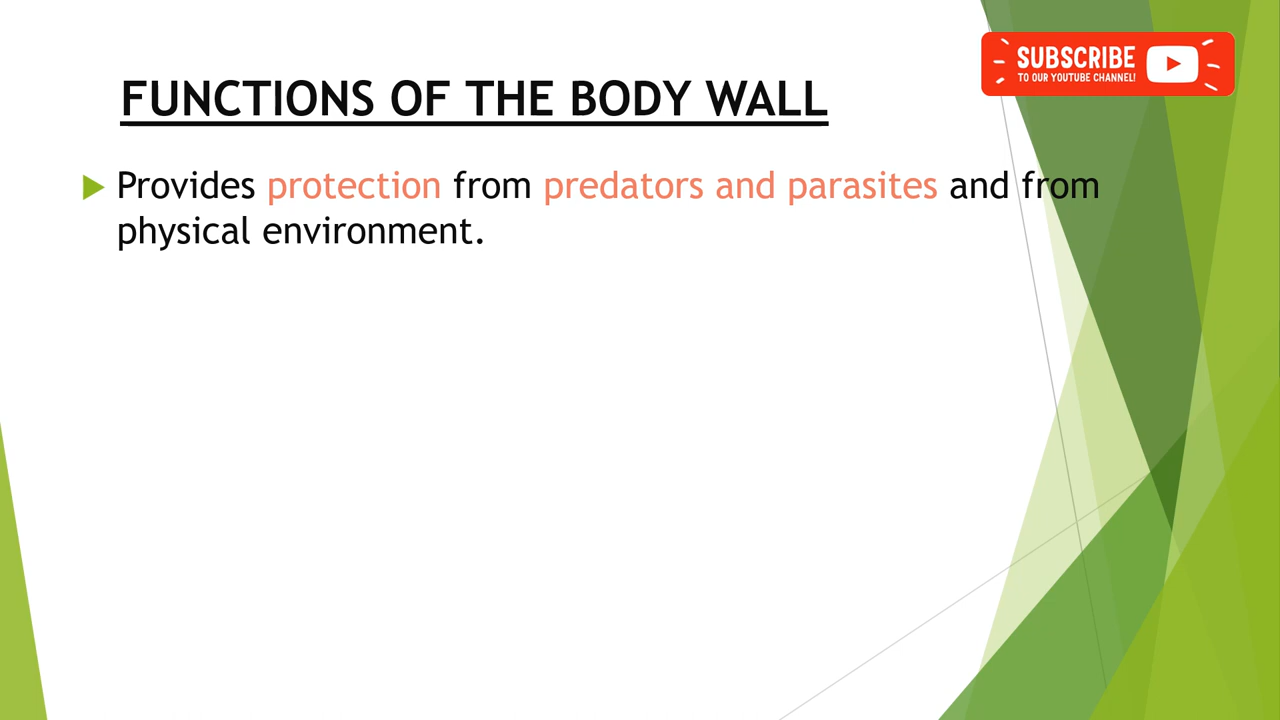 SUBSCRIBE
TO OUR YOUTUBE CHANNEL!
FUNCTIONS OF THE BODY WALL
Provides protection from predators and parasites and from
physical environment.